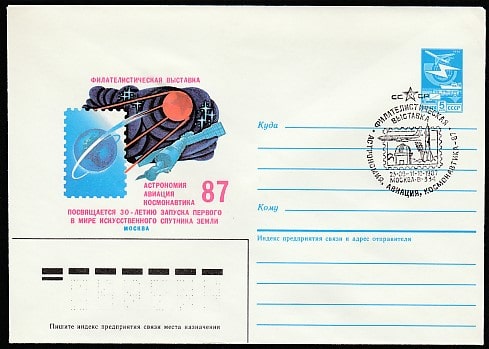 ФИЛАТЕЛИСТИЧЕСКАЯ ВЫСТАВКА
АСТРОНОМИЯ
АВИАЦИЯ
КОСМОНАВТИКА
87
ПОСВЯЩАЕТСЯ 30-ЛЕТИЮ ЗАПУСКА ПЕРВОГО
В МИРЕ ИСКУССТВЕННОГО СПУТНИКА ЗЕМЛИ
МОСКВА
5
СССР
СССР
ФИЛАТЕЛИСТИЧЕСКАЯ
ВЫСТАВКА
АСТРОНОМИЯ, АВИАЦИЯ, КОСМОНАВТИКА-87
МОСКВА
Куда
Кому
Индекс предприятия связи и адрес отправителя
Пишите индекс предприятия связи места назначения